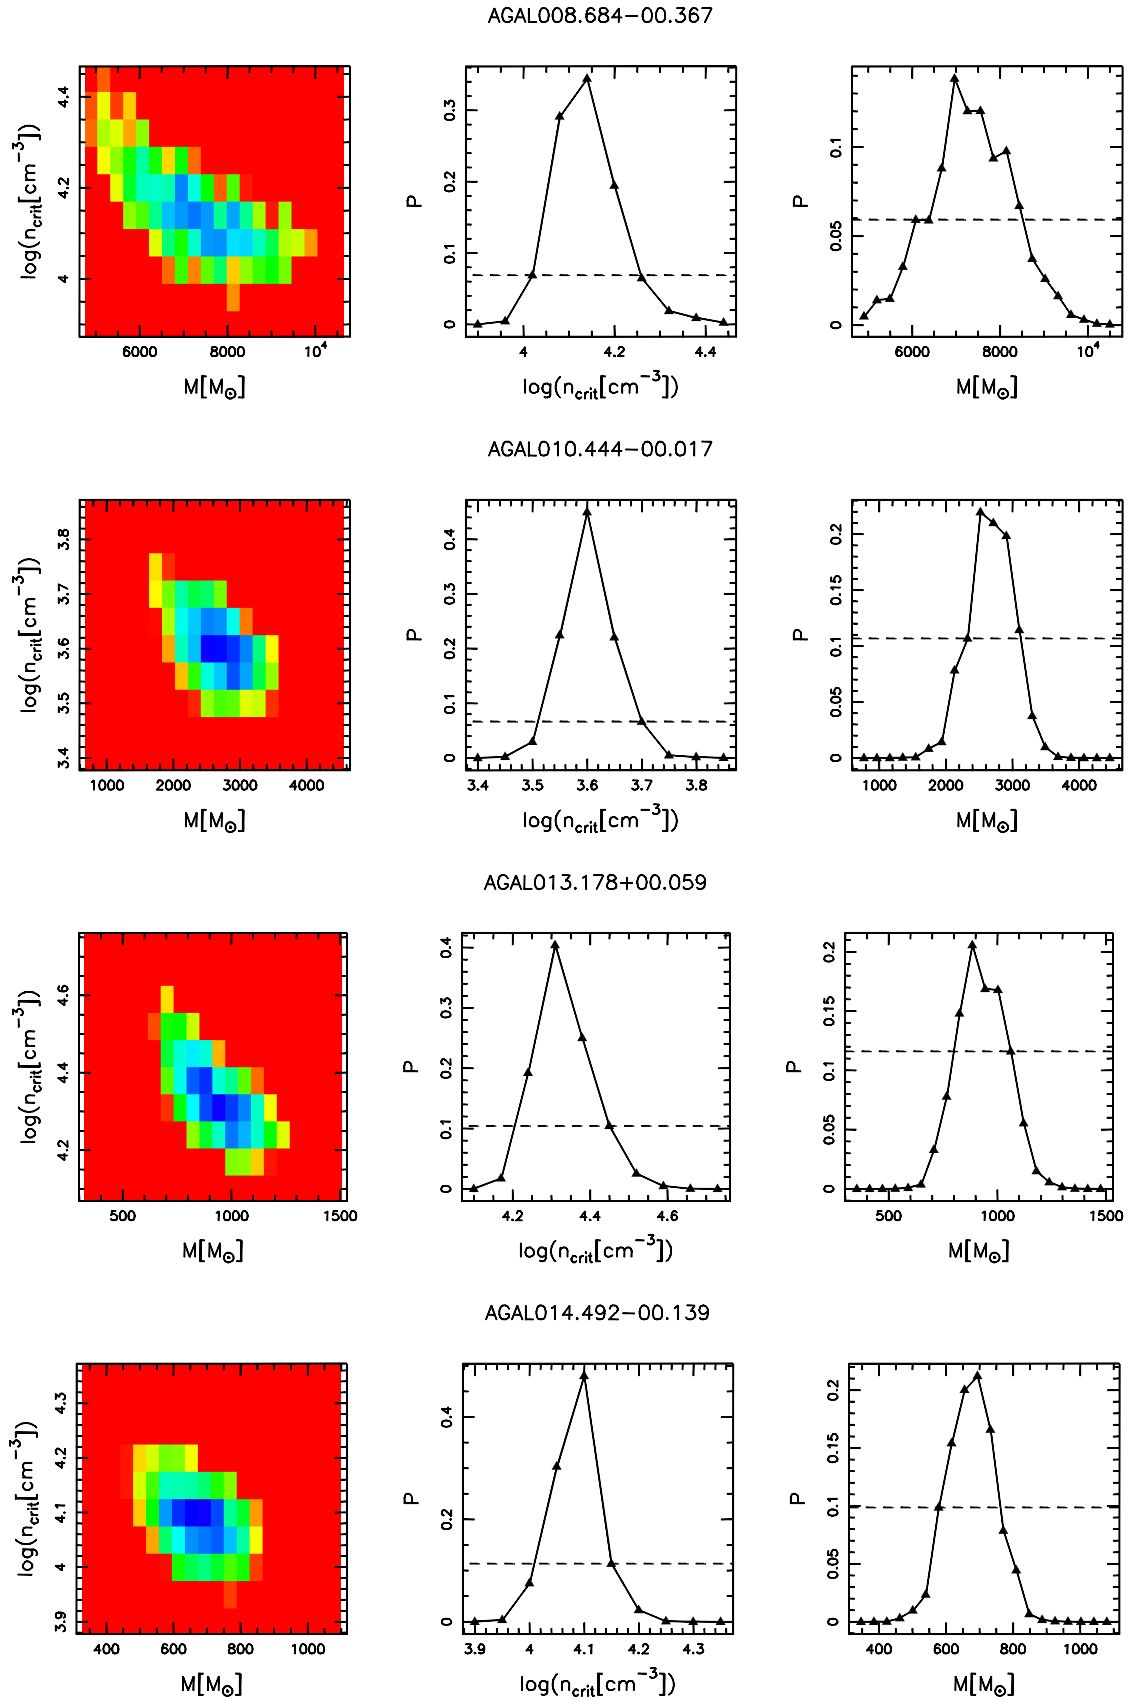 AGAL008.684−00.367
log(n_crit[cm^−3])
4 4.2 4.4
6000 8000 10^4
M[M_⊙]
P
0 0.1 0.2 0.3
4 4.2 4.4
log(n_crit[cm^−3])
P
0 0.05 0.1
6000 8000 10^4
M[M_⊙]
AGAL010.444−00.017
log(n_crit[cm^−3])
3.4 3.5 3.6 3.7 3.8
1000 2000 3000 4000
M[M_⊙]
P
0 0.1 0.2 0.4
3.4 3.5 3.6 3.7 3.8
log(n_crit[cm^−3])
P
0 0.05 0.1 0.15 0.2
1000 2000 3000 4000
M[M_⊙]
AGAL013.178+00.059
log(n_crit[cm^−3])
4.2 4.4 4.6
500 1000 1500
M[M_⊙]
P
0 0.1 0.2 0.3 0.4
4.2 4.4 4.6
log(n_crit[cm^−3])
P
0 0.05 0.1 0.15 0.2
500 1000 1500
M[M_⊙]
AGAL014.492−00.139
log(n_crit[cm^−3])
3.9 4 4.1 4.2 4.3
400 600 800 1000
M[M_⊙]
P
0 0.2 0.4
3.9 4 4.1 4.2 4.3
log(n_crit[cm^−3])
P
0 0.05 0.1 0.15 0.2
400 600 800 1000
M[M_⊙]